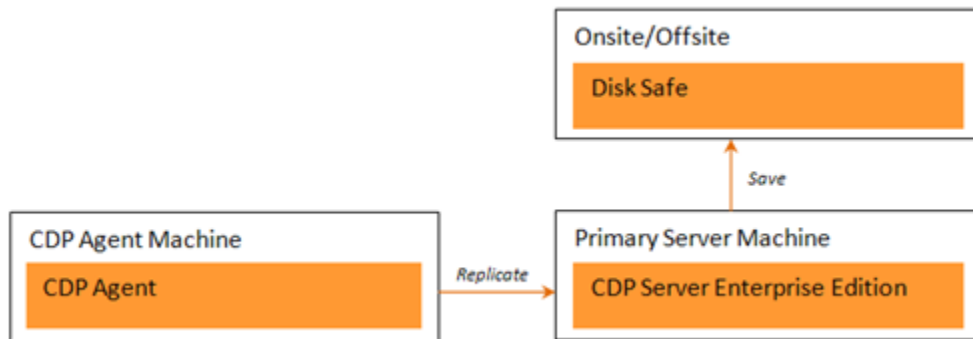 Onsite/Offsite
Disk Safe
Save
CDP Agent Machine
CDP Agent
Replicate
Primary Server Machine
CDP Server Enterprise Edition